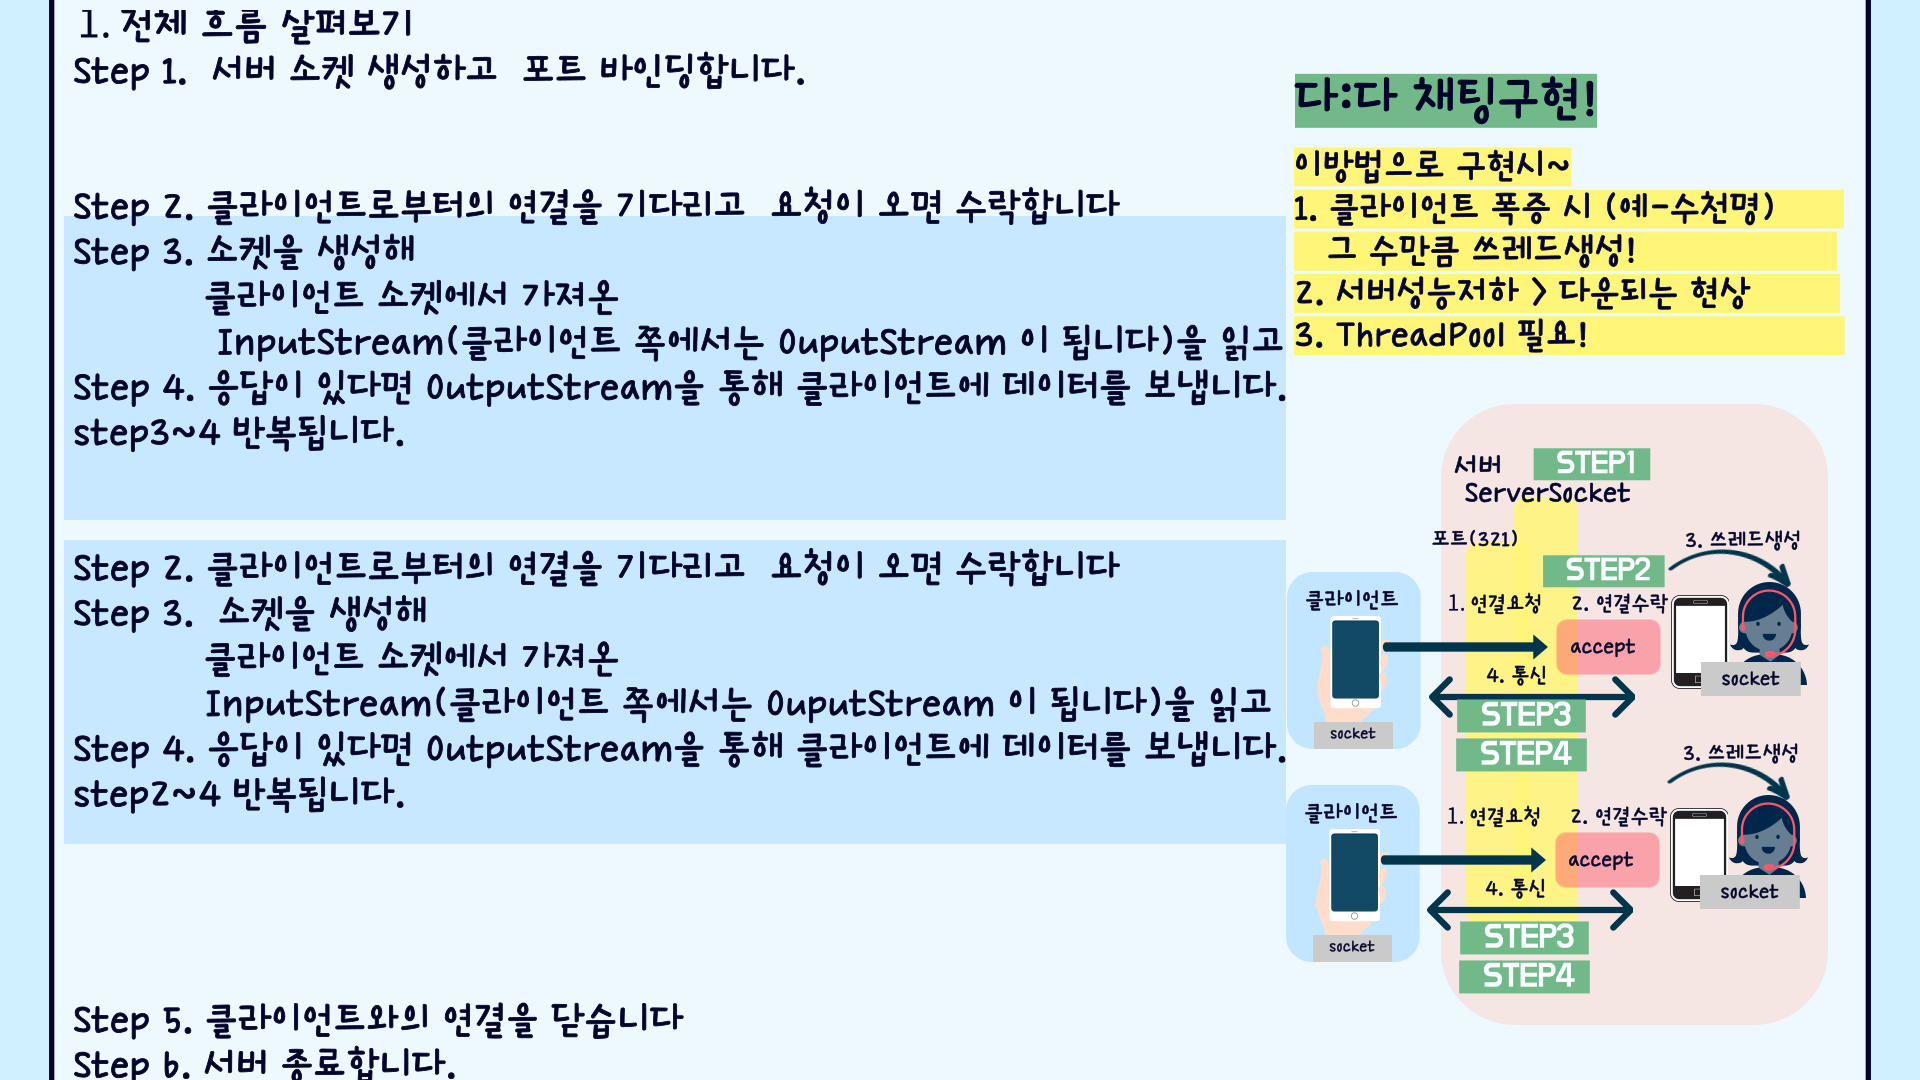 1. 전체 흐름 살펴보기
Step 1. 서버 소켓 생성하고 포트 바인딩합니다.
Step 2. 클라이언트로부터의 연결을 기다리고 요청이 오면 수락합니다
Step 3. 소켓을 생성해
클라이언트 소켓에서 가져온
InputStream(클라이언트 쪽에서는 OuputStream 이 됩니다)을 읽고
Step 4. 응답이 있다면 OutputStream을 통해 클라이언트에 데이터를 보냅니다.
step3~4 반복됩니다.
Step 2. 클라이언트로부터의 연결을 기다리고 요청이 오면 수락합니다
Step 3. 소켓을 생성해
클라이언트 소켓에서 가져온
InputStream(클라이언트 쪽에서는 OuputStream 이 됩니다)을 읽고
Step 4. 응답이 있다면 OutputStream을 통해 클라이언트에 데이터를 보냅니다.
step2~4 반복됩니다.
Step 5. 클라이언트와의 연결을 닫습니다
Step 6. 서버 종료합니다.
다:다 채팅구현!
이방법으로 구현시~
1. 클라이언트 폭증 시 (예-수천명)
그 수만큼 쓰레드생성!
2. 서버성능저하 > 다운되는 현상
3. ThreadPool 필요!
서버 STEP1
ServerSocket
포트(321)
3. 쓰레드생성
STEP2
클라이언트
1. 연결요청
2. 연결수락
accept
4. 통신
socket
socket
STEP3
STEP4
3. 쓰레드생성
클라이언트
1. 연결요청
2. 연결수락
accept
4. 통신
socket
socket
STEP3
STEP4